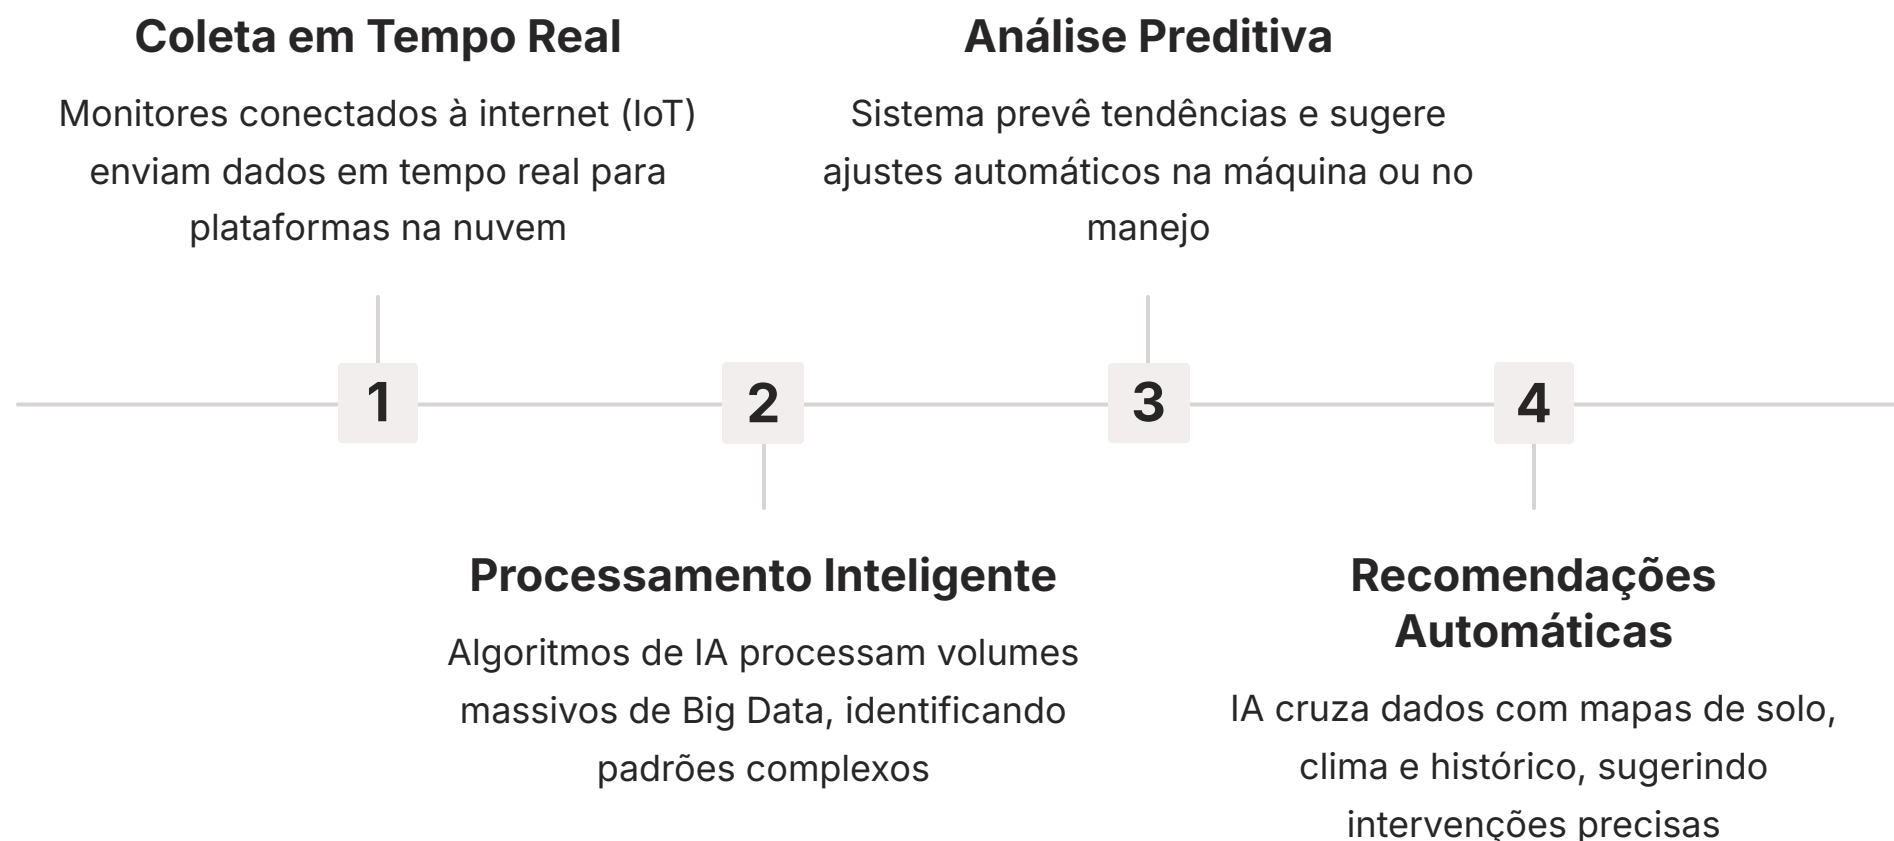 Coleta em Tempo Real
Monitores conectados à internet (IoT)
enviam dados em tempo real para
plataformas na nuvem
Análise Preditiva
Sistema prevê tendências e sugere
ajustes automáticos na máquina ou no
manejo
1
2
3
4
Processamento Inteligente
Algoritmos de IA processam volumes
massivos de Big Data, identificando
padrões complexos
Recomendações
Automáticas
IA cruza dados com mapas de solo,
clima e histórico, sugerindo
intervenções precisas